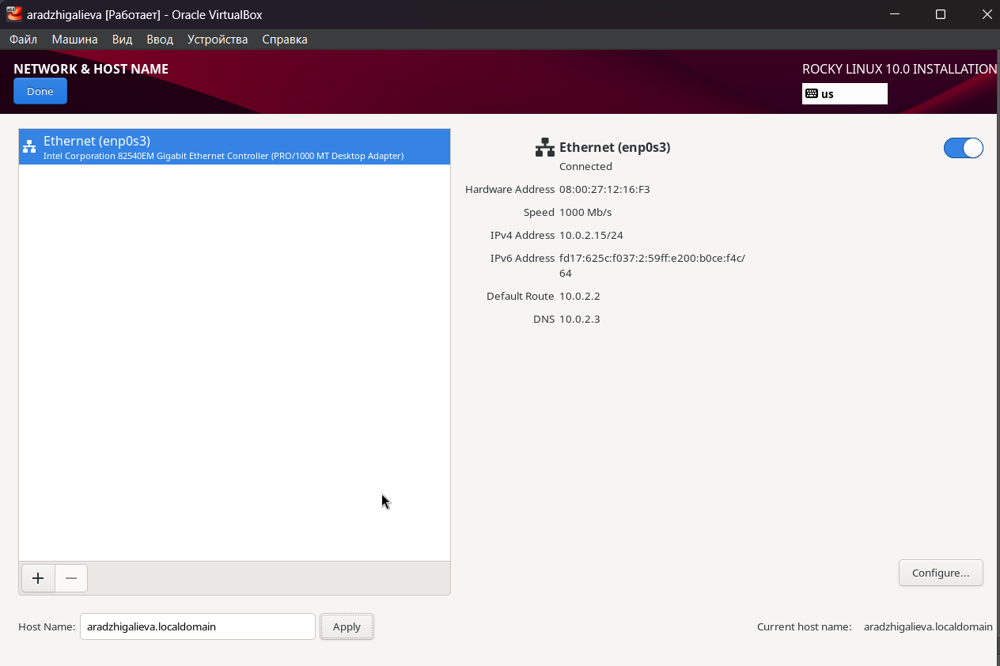 aradzhigalieva [Работает] - Oracle VirtualBox
Файл Машина Вид Ввод Устройства Справка
NETWORK & HOST NAME
ROCKY LINUX 10.0 INSTALLATION
Done
us
Ethernet (enp0s3)
Intel Corporation 82540EM Gigabit Ethernet Controller (PRO/1000 MT Desktop Adapter)
Ethernet (enp0s3)
Connected
Hardware Address 08:00:27:12:16:F3
Speed 1000 Mb/s
IPv4 Address 10.0.2.15/24
IPv6 Address fd17:625c:f037:2:59ff:e200:b0ce:f4c/
64
Default Route 10.0.2.2
DNS 10.0.2.3
+ −
Configure...
Host Name: aradzhigalieva.localdomain Apply
Current host name: aradzhigalieva.localdomain